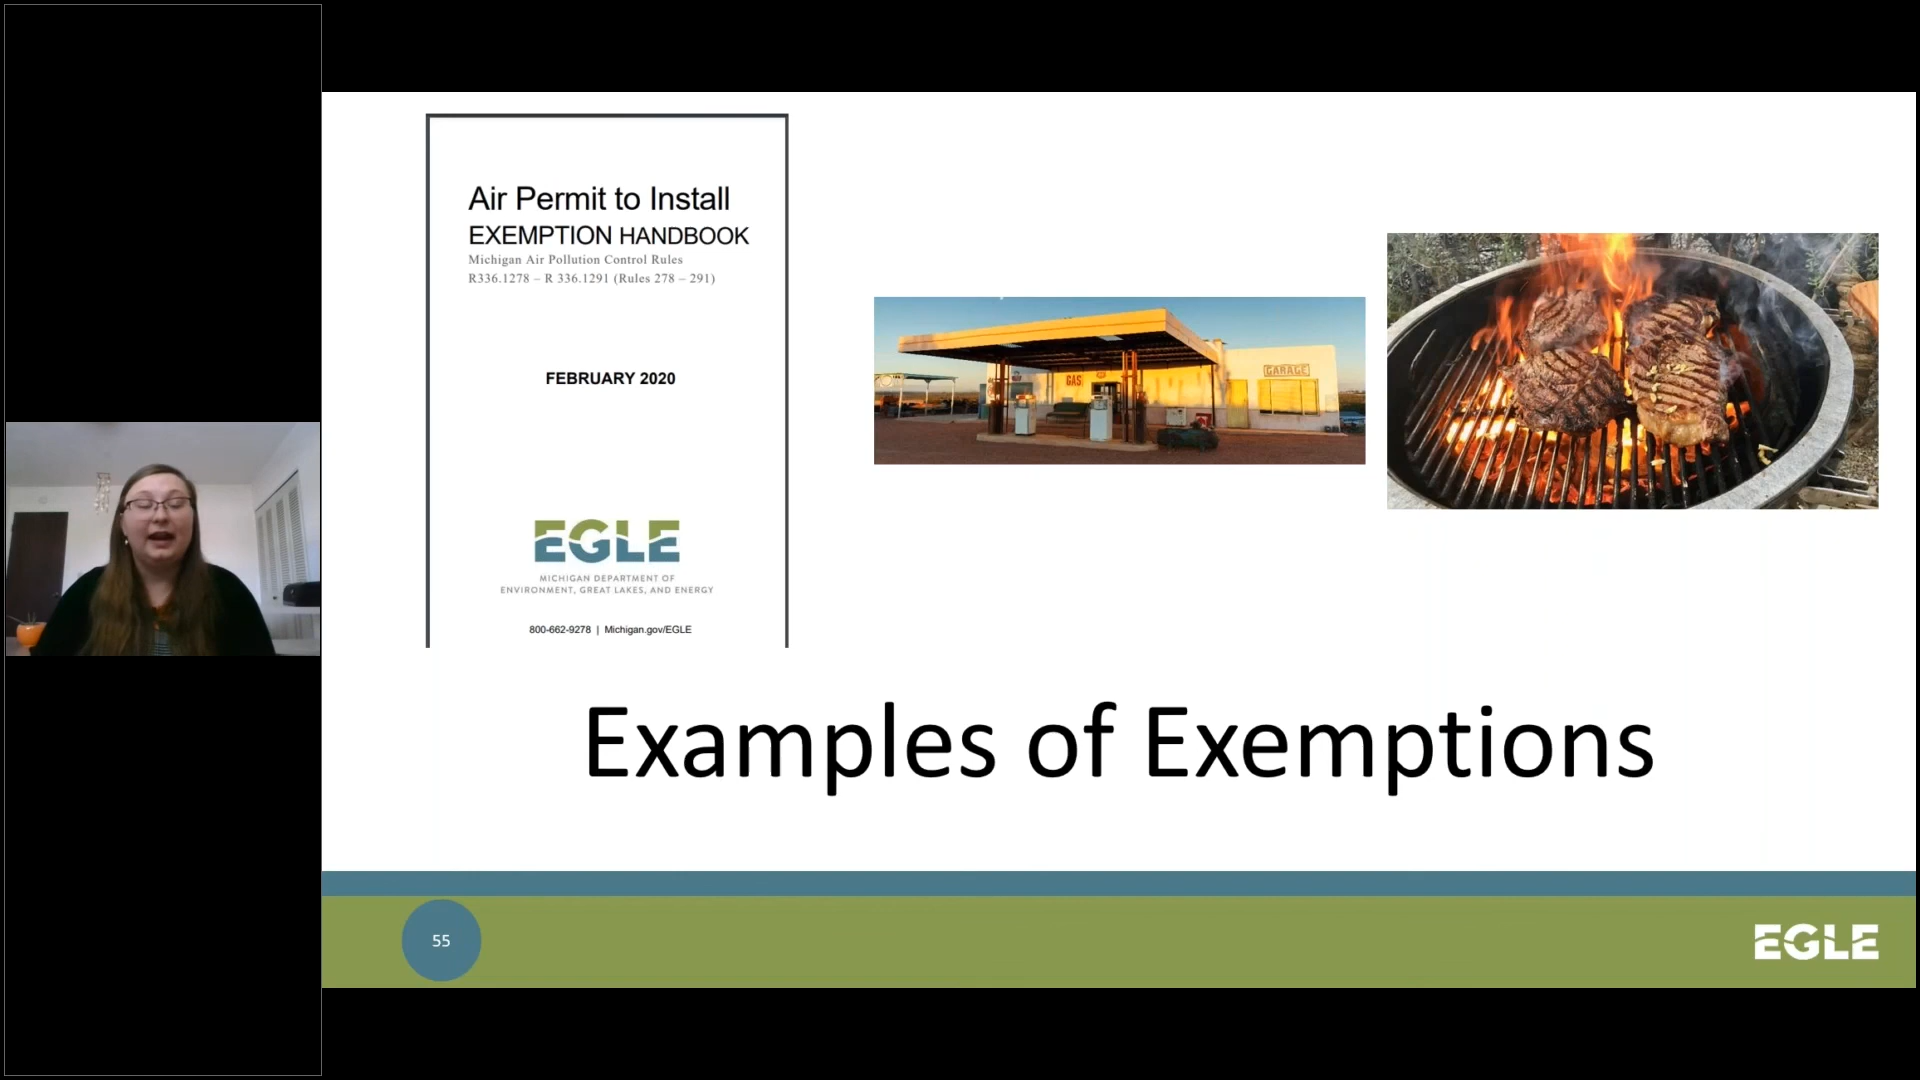 Air Permit to Install
EXEMPTION HANDBOOK
Michigan Air Pollution Control Rules
R336.1278 – R 336.1291 (Rules 278 – 291)
FEBRUARY 2020
EGLE
MICHIGAN DEPARTMENT OF
ENVIRONMENT, GREAT LAKES, AND ENERGY
800-662-9278 | Michigan.gov/EGLE
GAS
GARAGE
Examples of Exemptions
55
EGLE